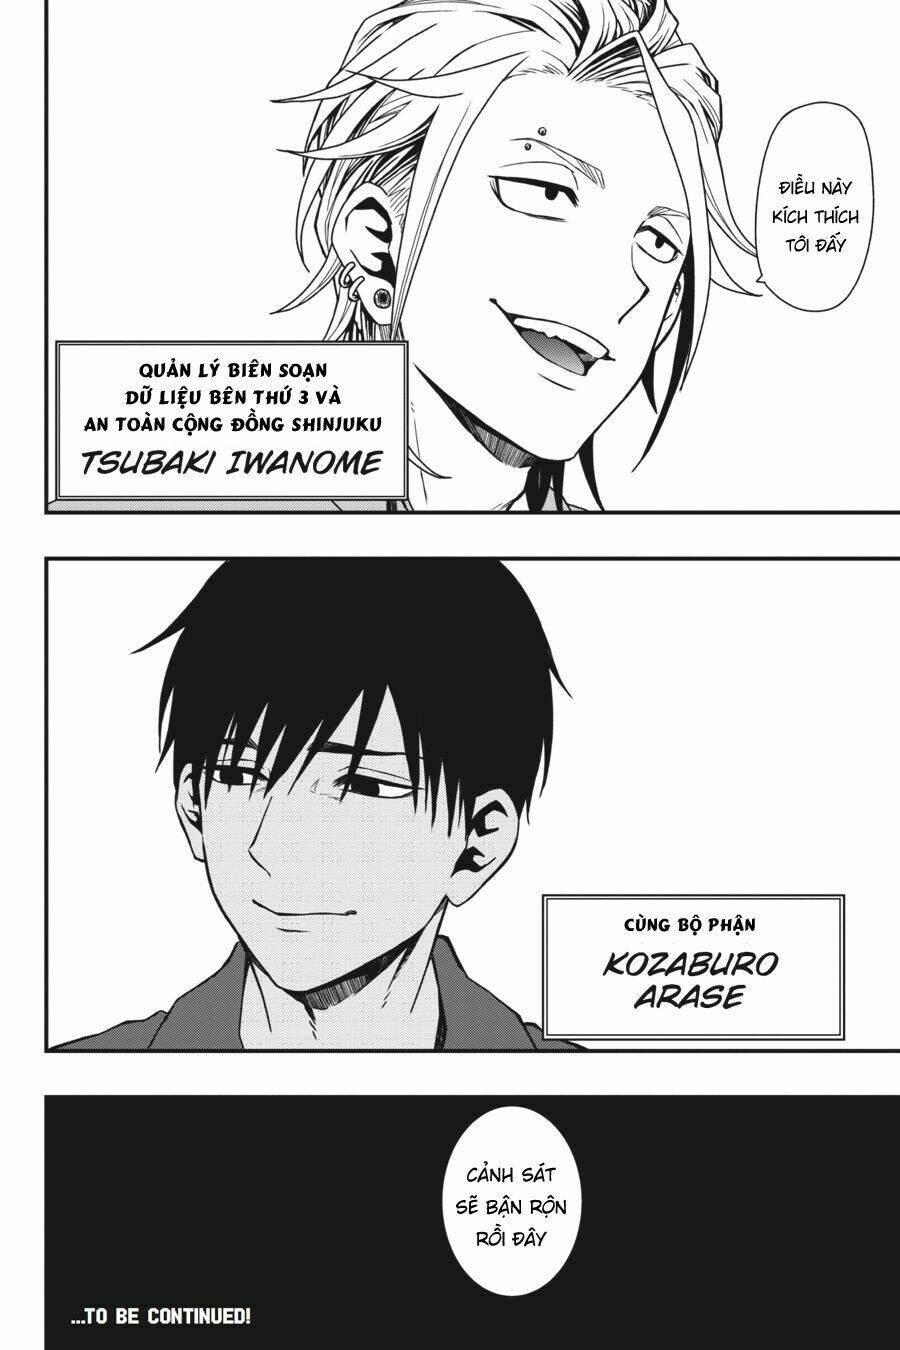 ĐIỀU NÀY
KÍCH THÍCH
TÔI ĐẤY
QUẢN LÝ BIÊN SOẠN
DỮ LIỆU BÊN THỨ 3 VÀ
AN TOÀN CỘNG ĐỒNG SHINJUKU
TSUBAKI IWANOME
CÙNG BỘ PHẬN
KOZABURO
ARASE
CẢNH SÁT
SẼ BẬN RỘN
RỒI ĐÂY
...TO BE CONTINUED!